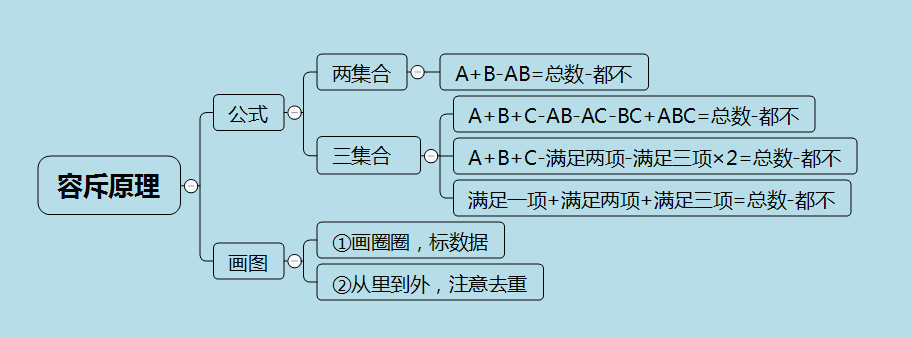 容斥原理
公式
两集合
A+B-AB=总数-都不
三集合
A+B+C-AB-AC-BC+ABC=总数-都不
A+B+C-满足两项-满足三项×2=总数-都不
满足一项+满足两项+满足三项=总数-都不
画图
①画圈圈，标数据
②从里到外，注意去重